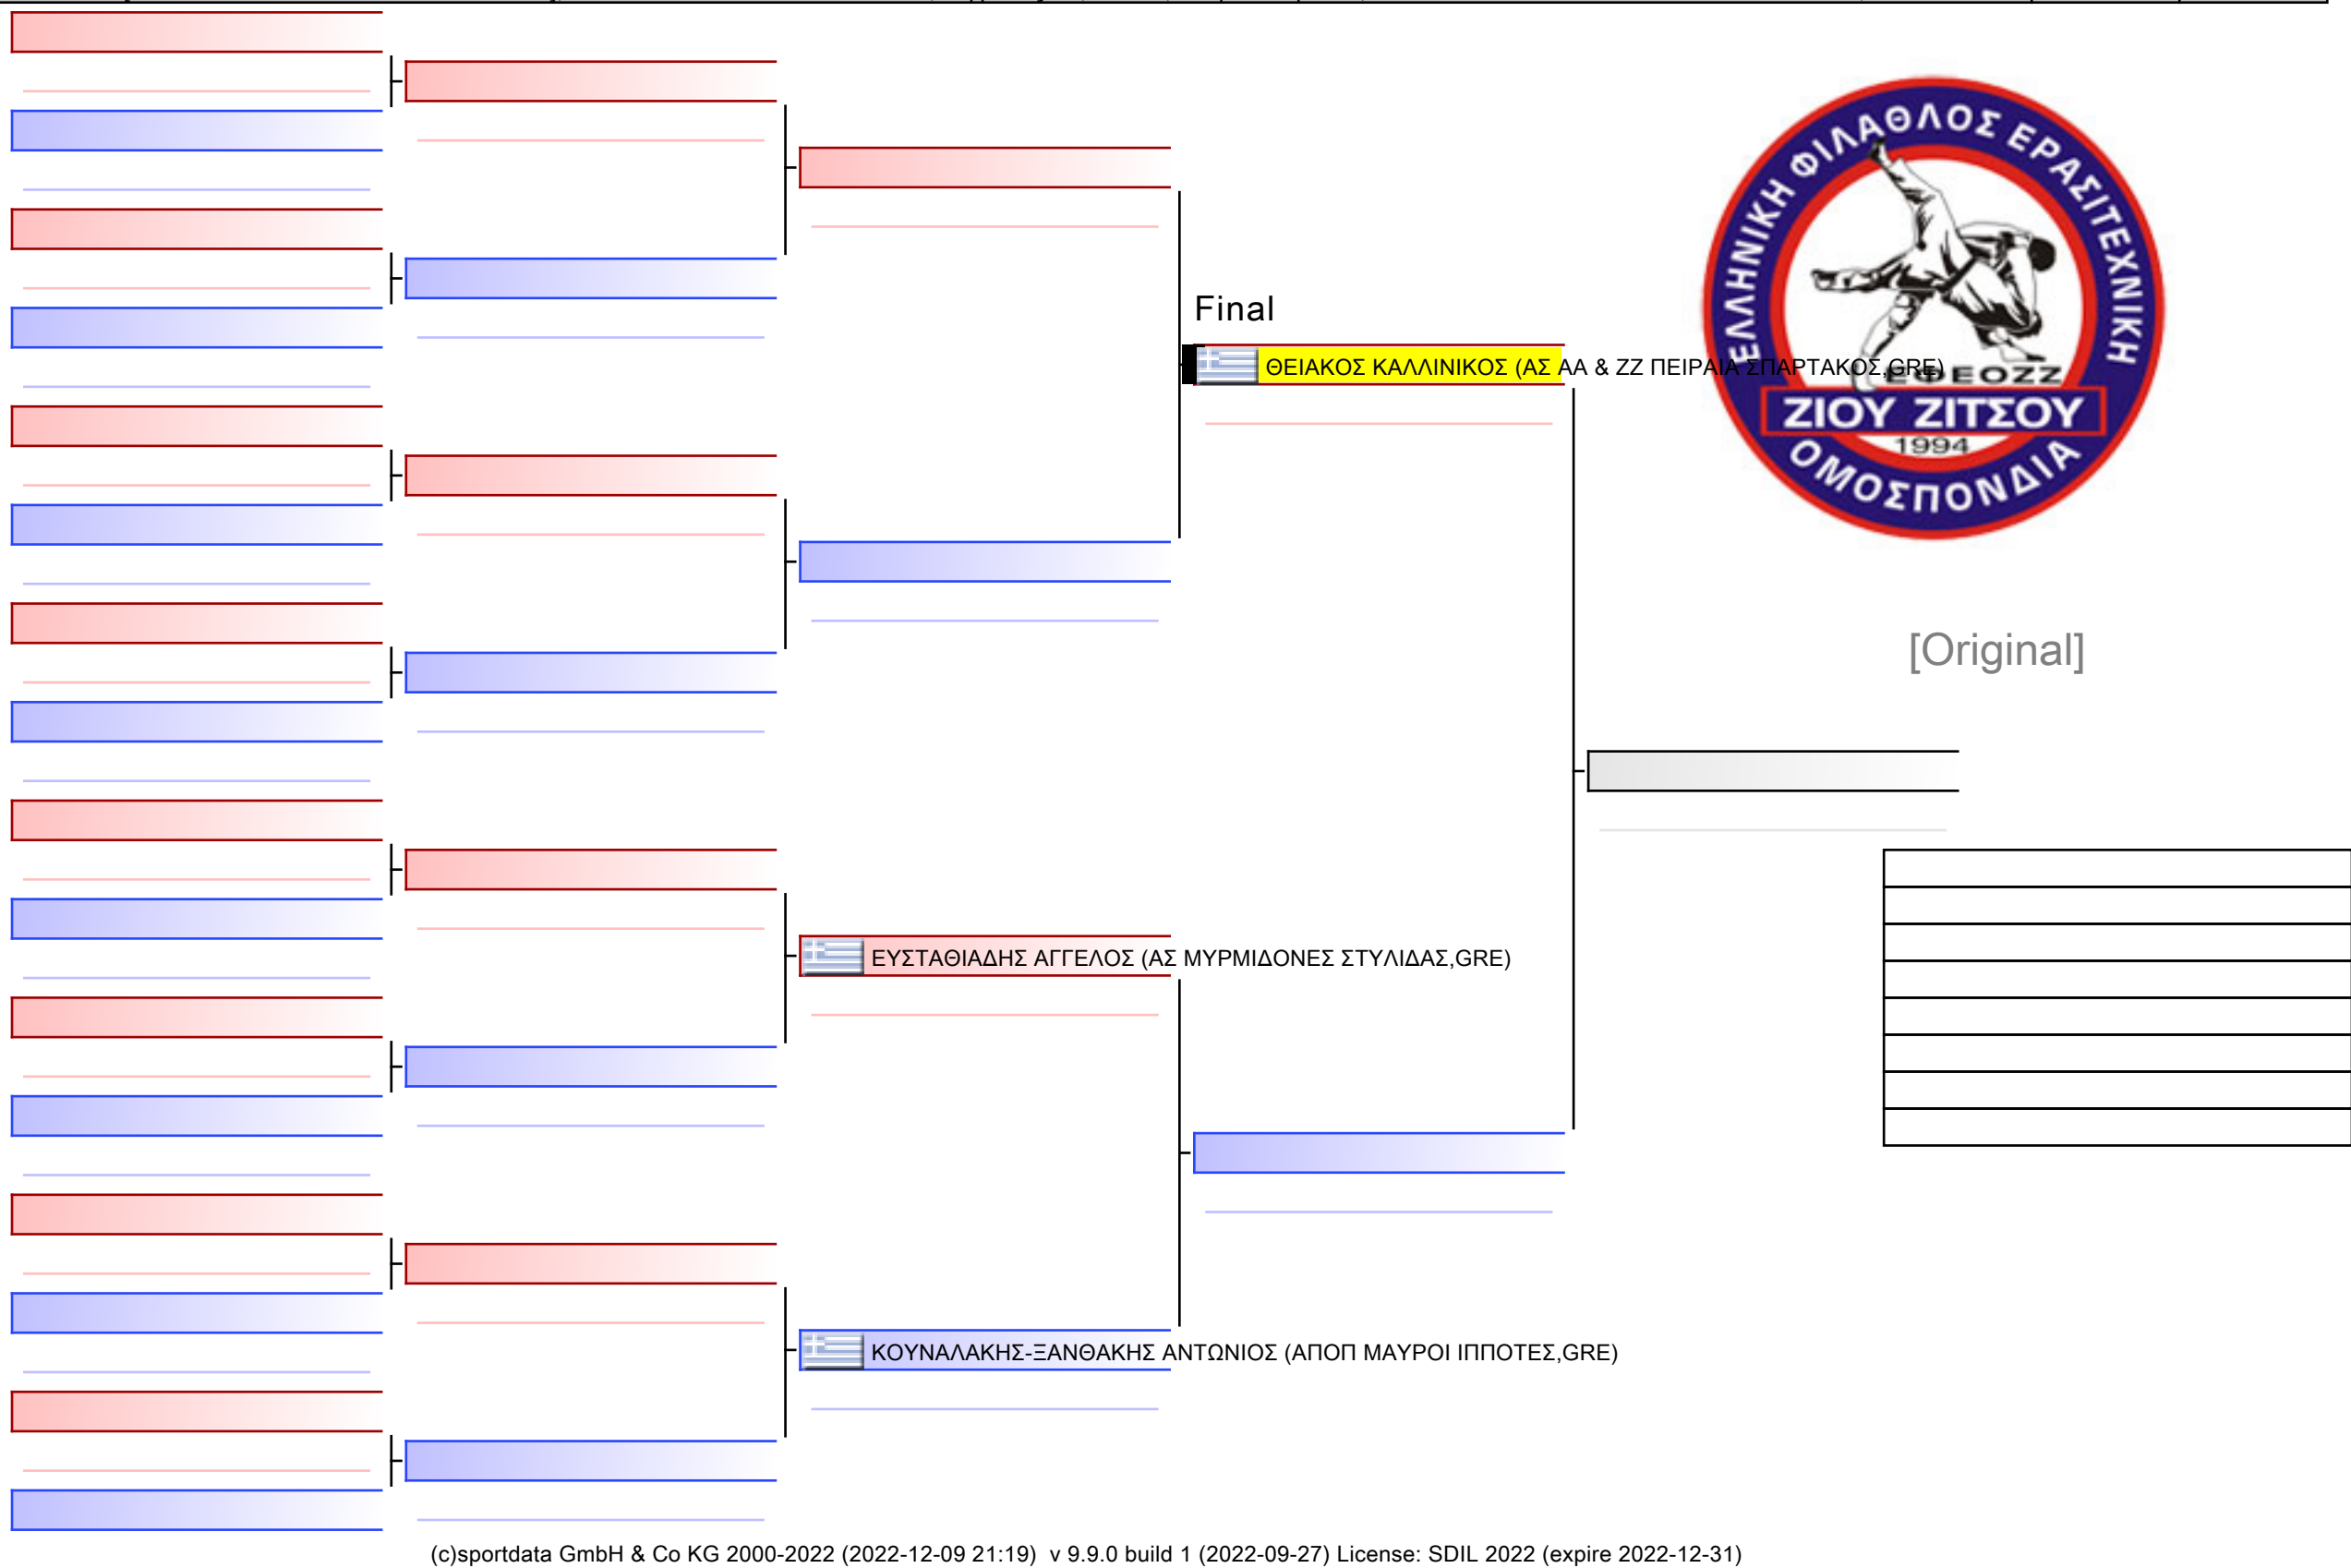 ΕΛΛΗΝΙΚΗ ΦΙΛΑΘΛΟΣ ΕΡΑΣΙΤΕΧΝΙΚΗ
Final
ΘΕΙΑΚΟΣ ΚΑΛΛΙΝΙΚΟΣ (ΑΣ ΑΑ & ΖΖ ΠΕΙΡΑΙΑ ΣΠΑΡΤΑΚΟΣ,GRE)
ΕΦΕΟΖΖ
ΖΙΟΥ ΖΙΤΣΟΥ
1994
ΟΜΟΣΠΟΝΔΙΑ
[Original]
ΕΥΣΤΑΘΙΑΔΗΣ ΑΓΓΕΛΟΣ (ΑΣ ΜΥΡΜΙΔΟΝΕΣ ΣΤΥΛΙΔΑΣ,GRE)
ΚΟΥΝΑΛΑΚΗΣ-ΞΑΝΘΑΚΗΣ ΑΝΤΩΝΙΟΣ (ΑΠΟΠ ΜΑΥΡΟΙ ΙΠΠΟΤΕΣ,GRE)
(c)sportdata GmbH & Co KG 2000-2022 (2022-12-09 21:19) v 9.9.0 build 1 (2022-09-27) License: SDIL 2022 (expire 2022-12-31)